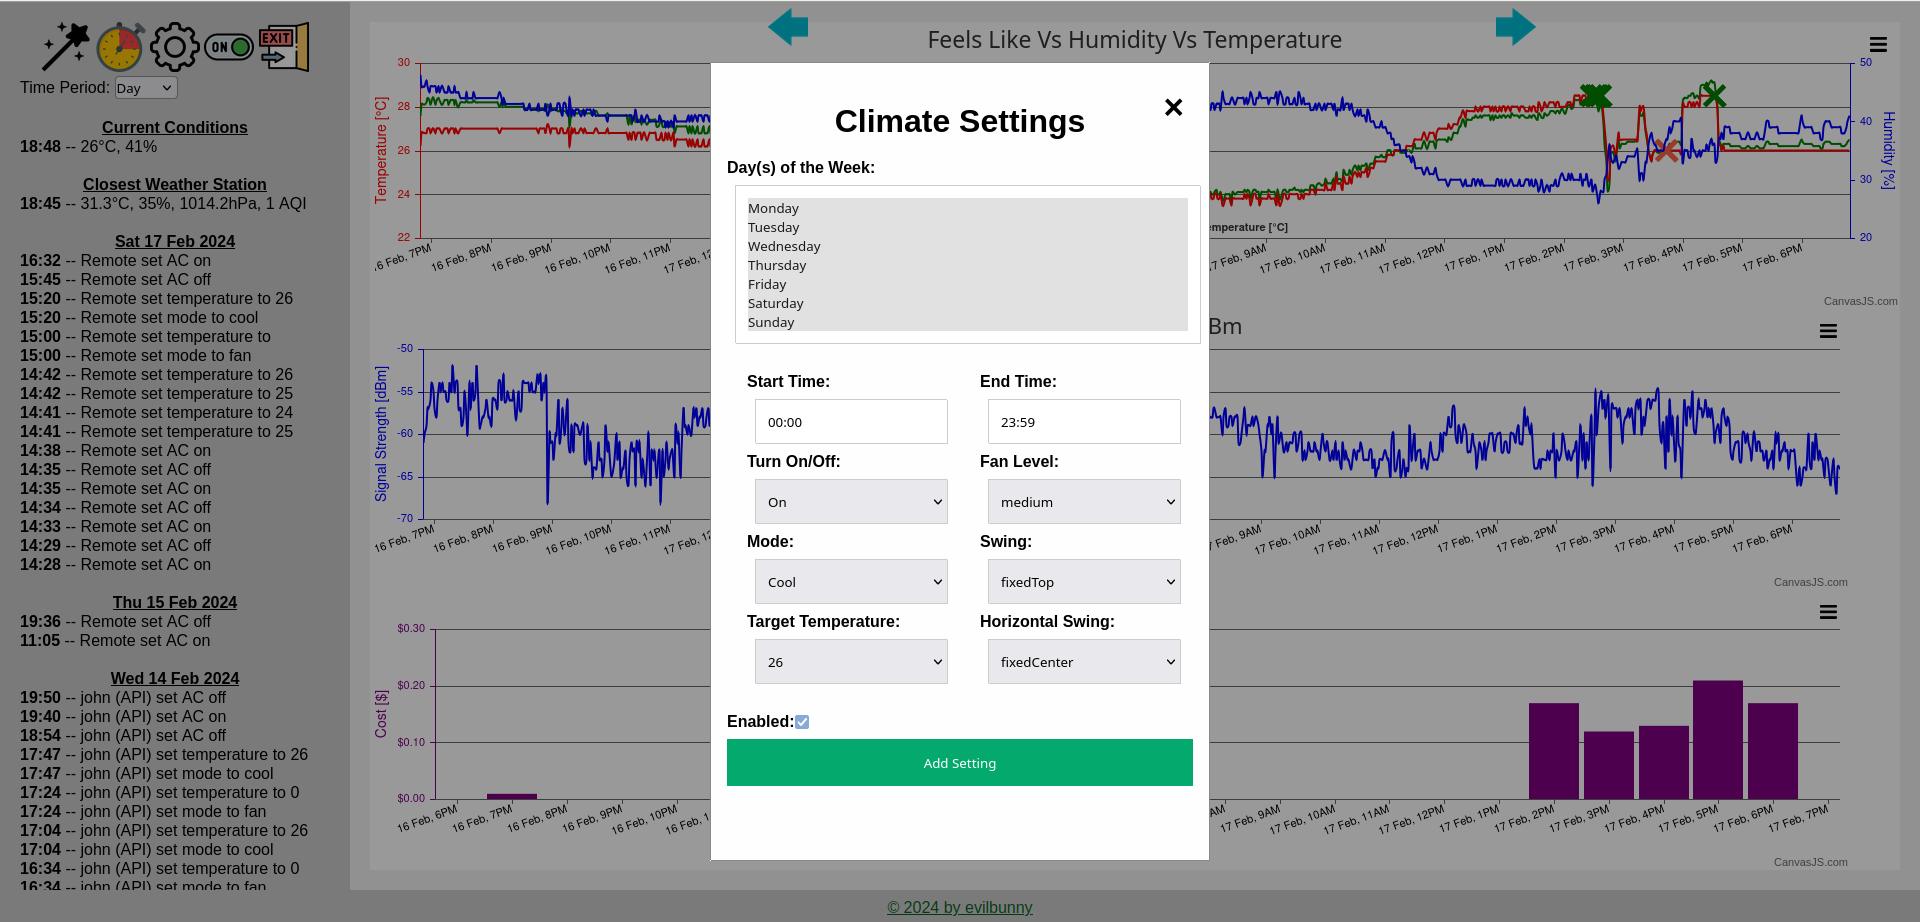 ON
EXIT
Time Period: Day
Current Conditions
18:48 -- 26°C, 41%
Closest Weather Station
18:45 -- 31.3°C, 35%, 1014.2hPa, 1 AQI
Sat 17 Feb 2024
16:32 -- Remote set AC on
15:45 -- Remote set AC off
15:20 -- Remote set temperature to 26
15:20 -- Remote set mode to cool
15:00 -- Remote set temperature to
15:00 -- Remote set mode to fan
14:42 -- Remote set temperature to 26
14:42 -- Remote set temperature to 25
14:41 -- Remote set temperature to 24
14:41 -- Remote set temperature to 25
14:38 -- Remote set AC on
14:35 -- Remote set AC off
14:35 -- Remote set AC on
14:34 -- Remote set AC off
14:33 -- Remote set AC on
14:29 -- Remote set AC off
14:28 -- Remote set AC on
Thu 15 Feb 2024
19:36 -- Remote set AC off
11:05 -- Remote set AC on
Wed 14 Feb 2024
19:50 -- john (API) set AC off
19:40 -- john (API) set AC on
18:54 -- john (API) set AC off
17:47 -- john (API) set temperature to 26
17:47 -- john (API) set mode to cool
17:24 -- john (API) set temperature to 0
17:24 -- john (API) set mode to fan
17:04 -- john (API) set temperature to 26
17:04 -- john (API) set mode to cool
16:34 -- john (API) set temperature to 0
16:34 -- john (API) set mode to fan
Feels Like Vs Humidity Vs Temperature
Temperature [°C]
30
28
26
24
22
6 Feb, 7PM
16 Feb, 8PM
16 Feb, 9PM
16 Feb, 10PM
16 Feb, 11PM
17 Feb, 12
17 Feb, 9AM
17 Feb, 10AM
17 Feb, 11AM
17 Feb, 12PM
17 Feb, 1PM
17 Feb, 2PM
17 Feb, 3PM
17 Feb, 4PM
17 Feb, 5PM
17 Feb, 6PM
50
40
30
20
Humidity [%]
mperature [°C]
CanvasJS.com
Bm
Signal Strength [dBm]
-50
-55
-60
-65
-70
16 Feb, 7PM
16 Feb, 8PM
16 Feb, 9PM
16 Feb, 10PM
16 Feb, 11PM
17 Feb, 12
Feb, 9AM
17 Feb, 10AM
17 Feb, 11AM
17 Feb, 12PM
17 Feb, 1PM
17 Feb, 2PM
17 Feb, 3PM
17 Feb, 4PM
17 Feb, 5PM
17 Feb, 6PM
CanvasJS.com
Cost [$]
$0.30
$0.20
$0.10
$0.00
16 Feb, 6PM
16 Feb, 7PM
16 Feb, 8PM
16 Feb, 9PM
16 Feb, 10PM
16 Feb, 1
AM
17 Feb, 9AM
17 Feb, 10AM
17 Feb, 11AM
17 Feb, 12PM
17 Feb, 1PM
17 Feb, 2PM
17 Feb, 3PM
17 Feb, 4PM
17 Feb, 5PM
17 Feb, 6PM
17 Feb, 7PM
CanvasJS.com
Climate Settings
Day(s) of the Week:
Monday
Tuesday
Wednesday
Thursday
Friday
Saturday
Sunday
Start Time:
End Time:
00:00
23:59
Turn On/Off:
Fan Level:
On
medium
Mode:
Swing:
Cool
fixedTop
Target Temperature:
Horizontal Swing:
26
fixedCenter
Enabled:
Add Setting
© 2024 by evilbunny